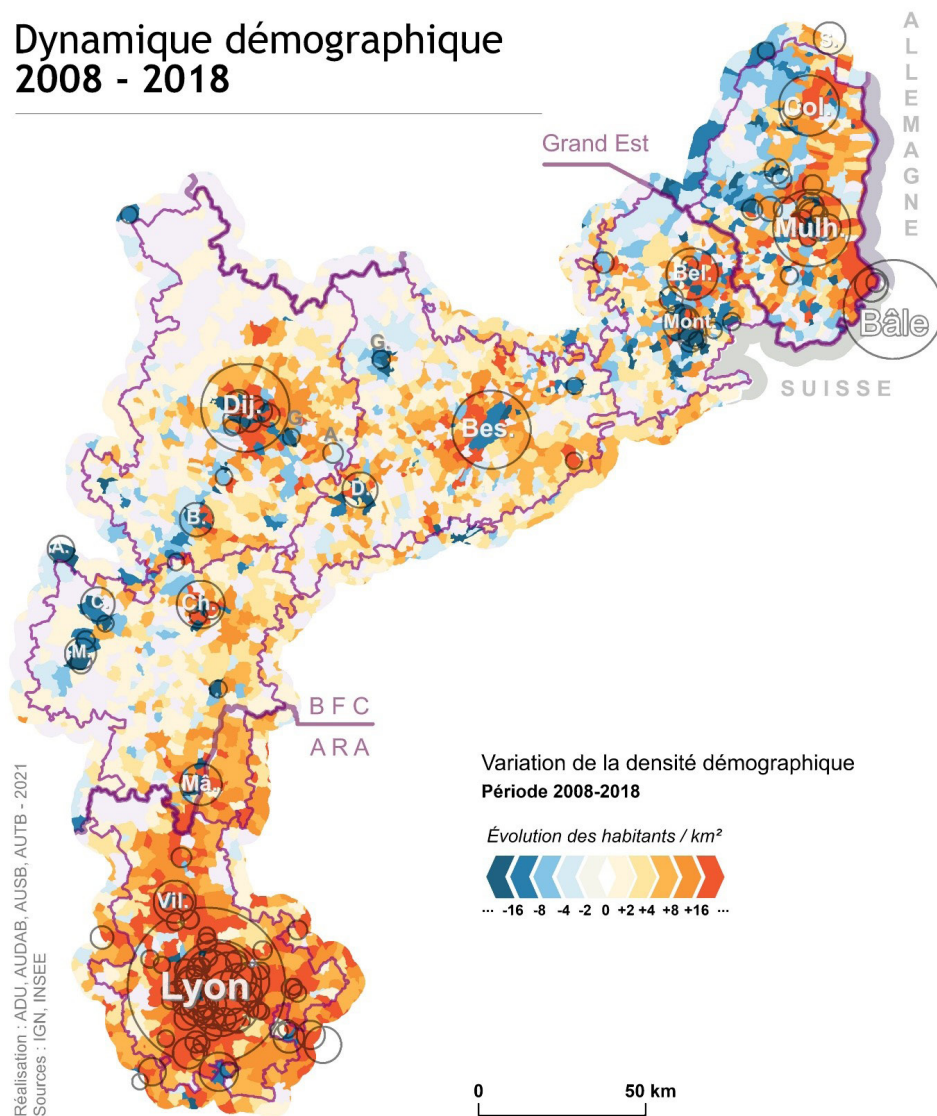 Dynamique démographique
2008 - 2018
ALLEMAGNE
S.
Col.
Grand Est
Mulh.
Bel.
Bâle
Mont.
SUISSE
G.
Dij.
G.
A.
Bes.
D.
B.
A.
C.
Ch.
M.
BFC
ARA
Mâ.
Vil.
Lyon
Variation de la densité démographique
Période 2008-2018
Évolution des habitants / km²
... -16 -8 -4 -2 0 +2 +4 +8 +16 ...
0 50 km
Réalisation : ADU, AUDAB, AUSB, AUTB - 2021
Sources : IGN, INSEE